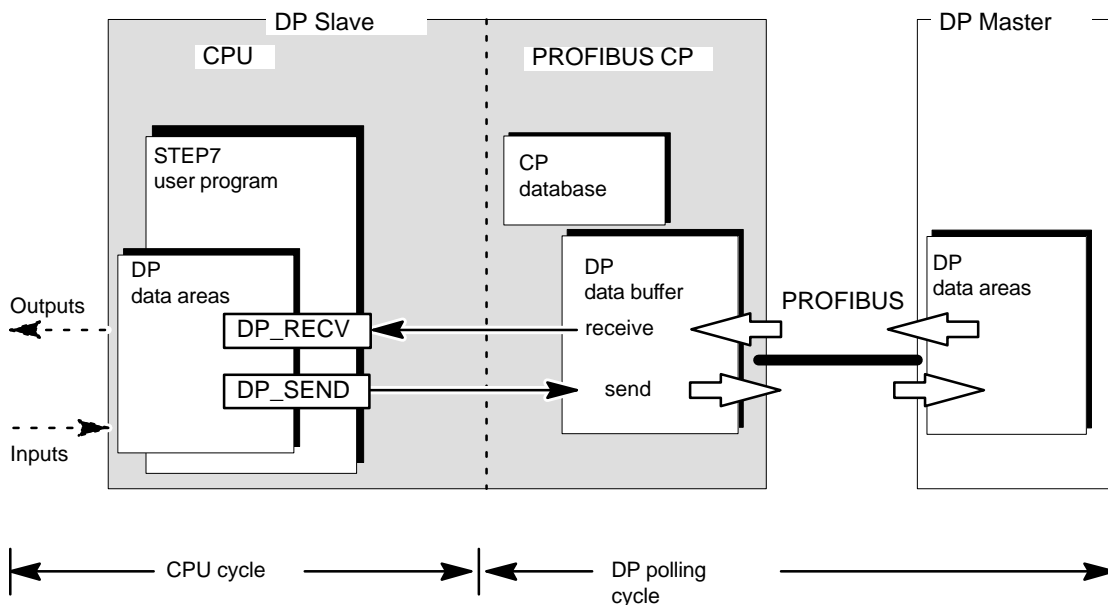 DP Slave
DP Master
CPU
PROFIBUS CP
STEP7
user program
CP
database
DP
data areas
DP
data buffer
DP
data areas
Outputs
PROFIBUS
DP_RECV
receive
DP_SEND
send
Inputs
CPU cycle
DP polling
cycle